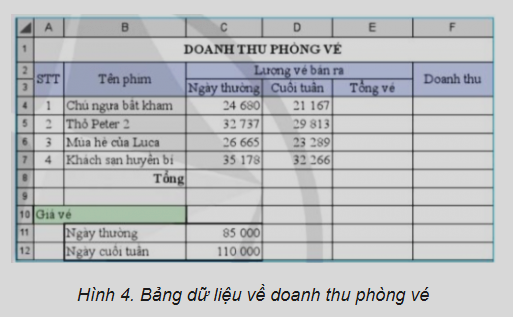 A B C D E F
1 DOANH THU PHÒNG VÉ
2 STT Tên phim Lượng vé bán ra Doanh thu
3 Ngày thường Cuối tuần Tổng vé
4 1 Chú ngựa bất kham 24 680 21 167
5 2 Thỏ Peter 2 32 737 29 813
6 3 Mùa hè của Luca 26 665 23 289
7 4 Khách sạn huyền bí 35 178 32 266
8 Tổng
9
10 Giá vé
11 Ngày thường 85 000
12 Ngày cuối tuần 110 000
Hình 4. Bảng dữ liệu về doanh thu phòng vé